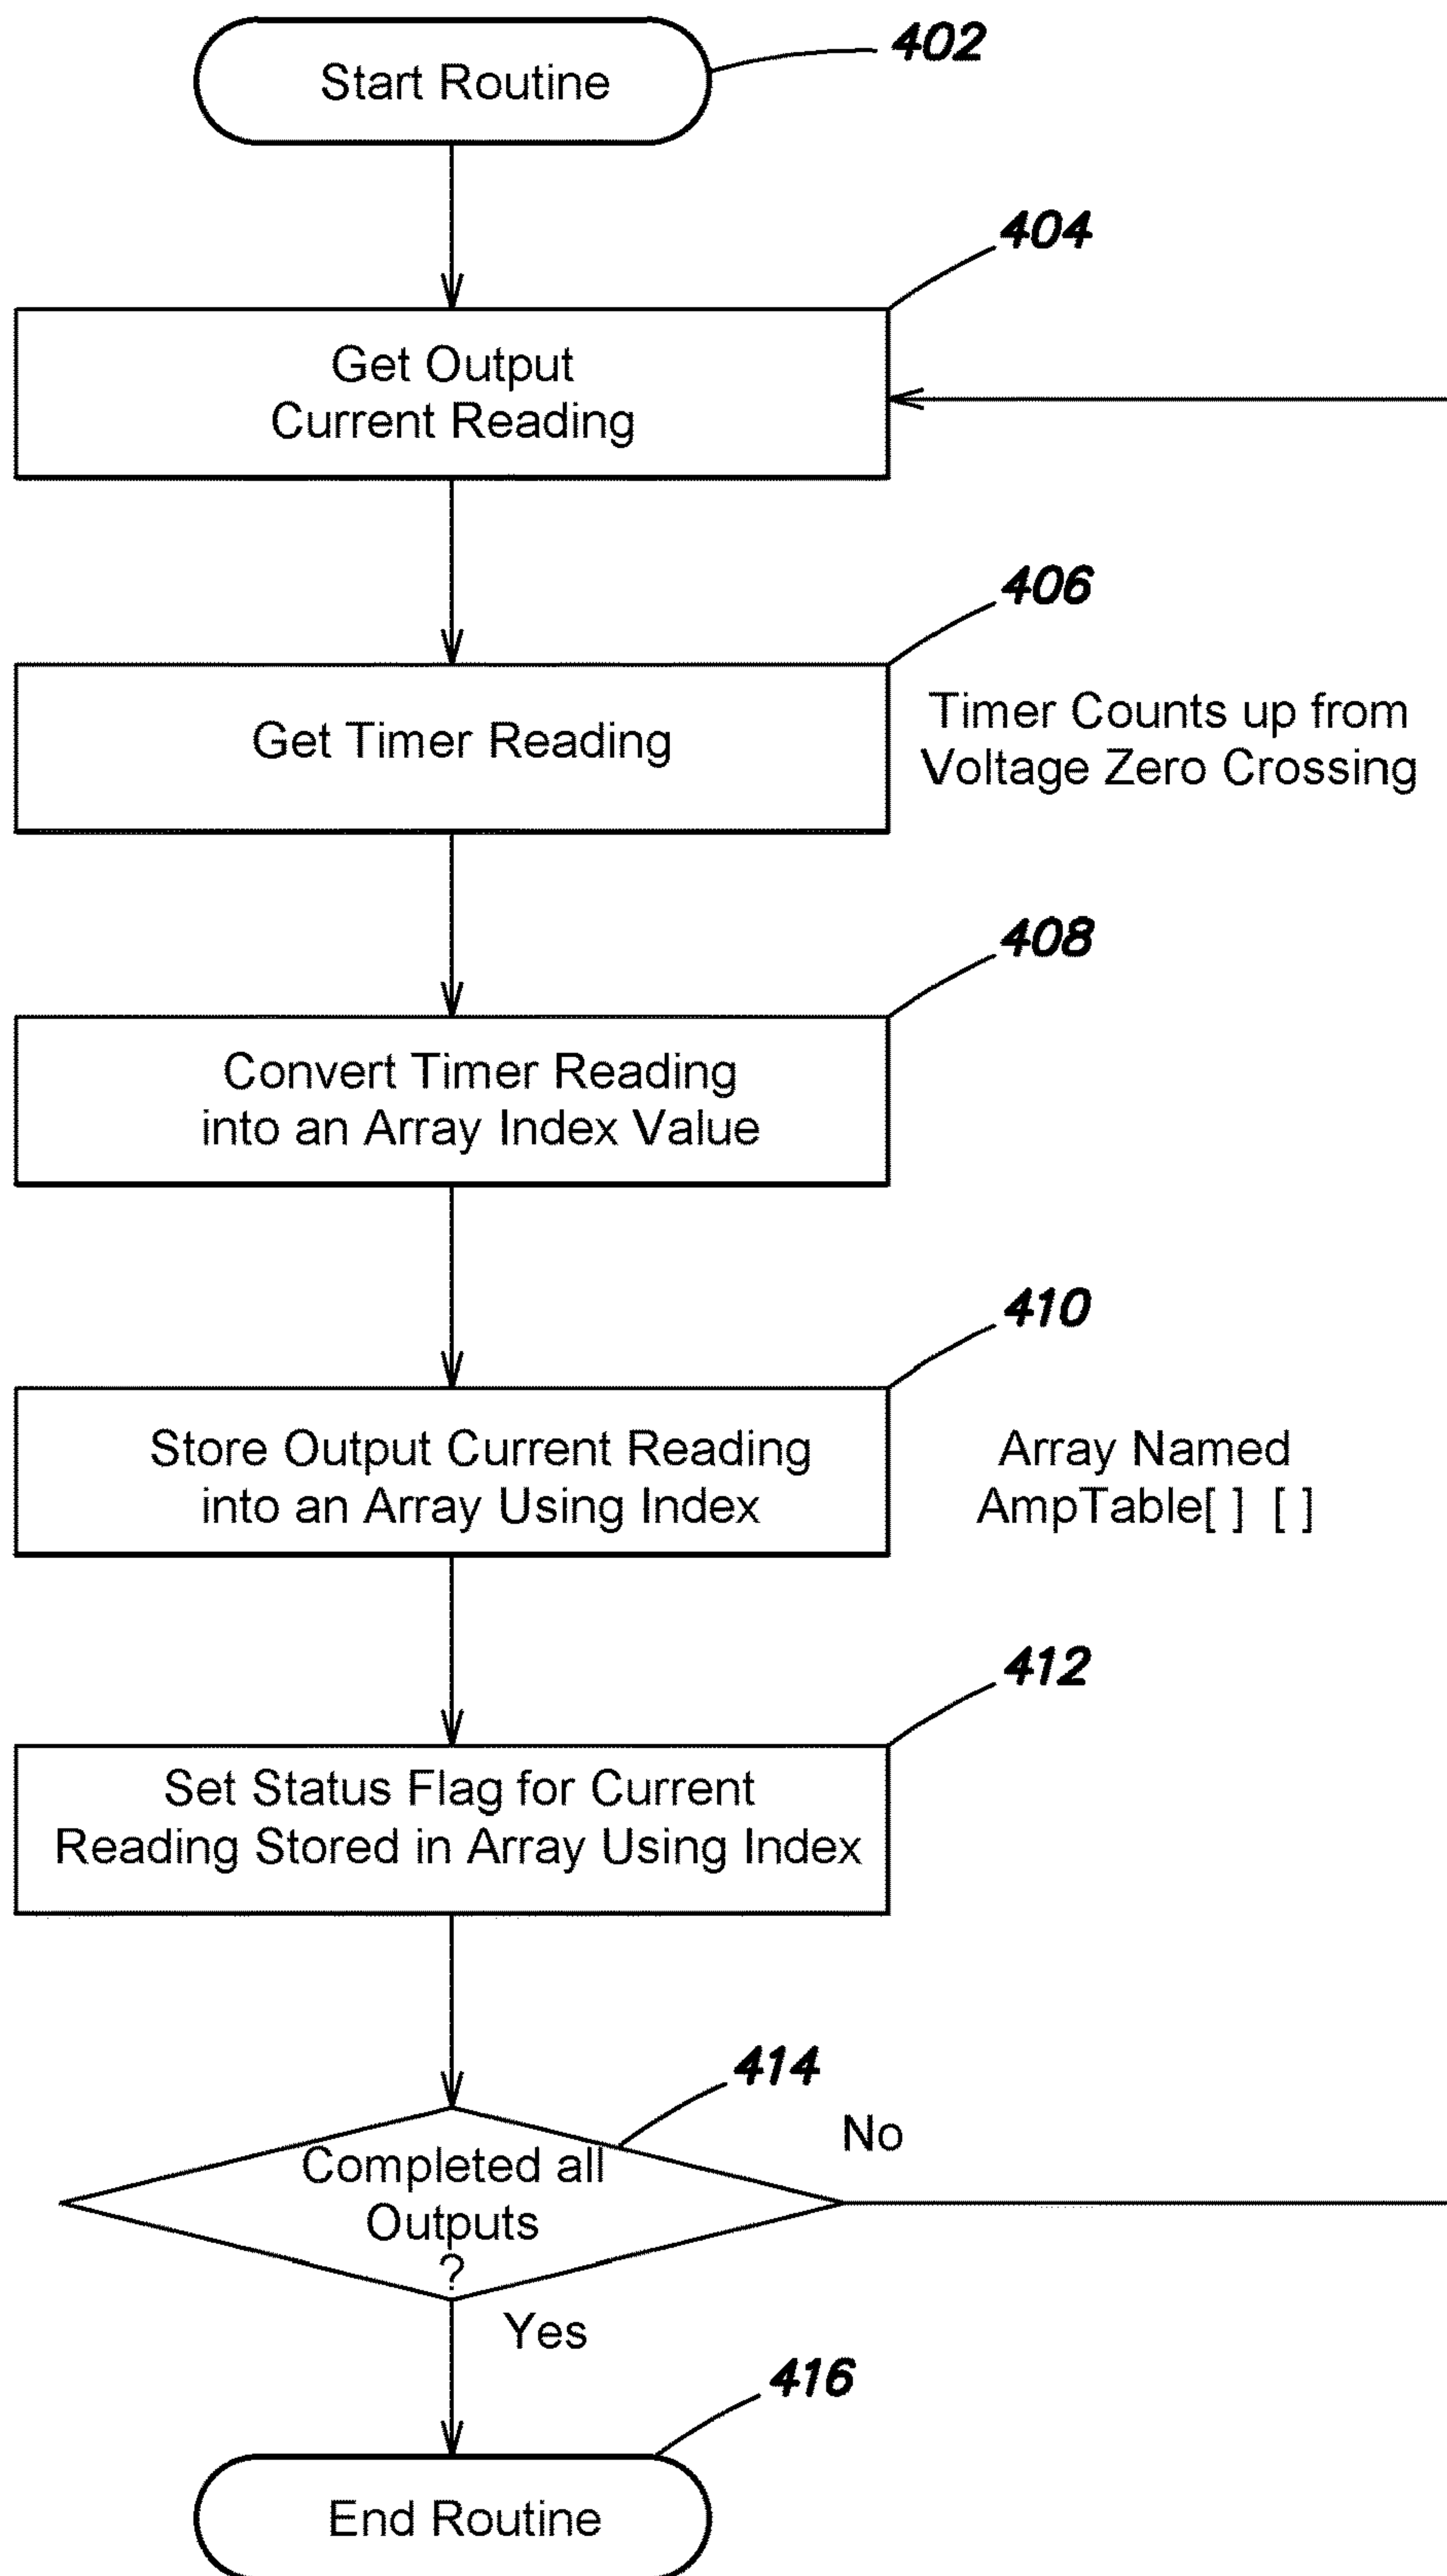 402
Start Routine
404
Get Output
Current Reading
406
Get Timer Reading
Timer Counts up from
Voltage Zero Crossing
408
Convert Timer Reading
into an Array Index Value
410
Store Output Current Reading
into an Array Using Index
Array Named
AmpTable[ ] [ ]
412
Set Status Flag for Current
Reading Stored in Array Using Index
414
Completed all
Outputs
?
No
Yes
416
End Routine